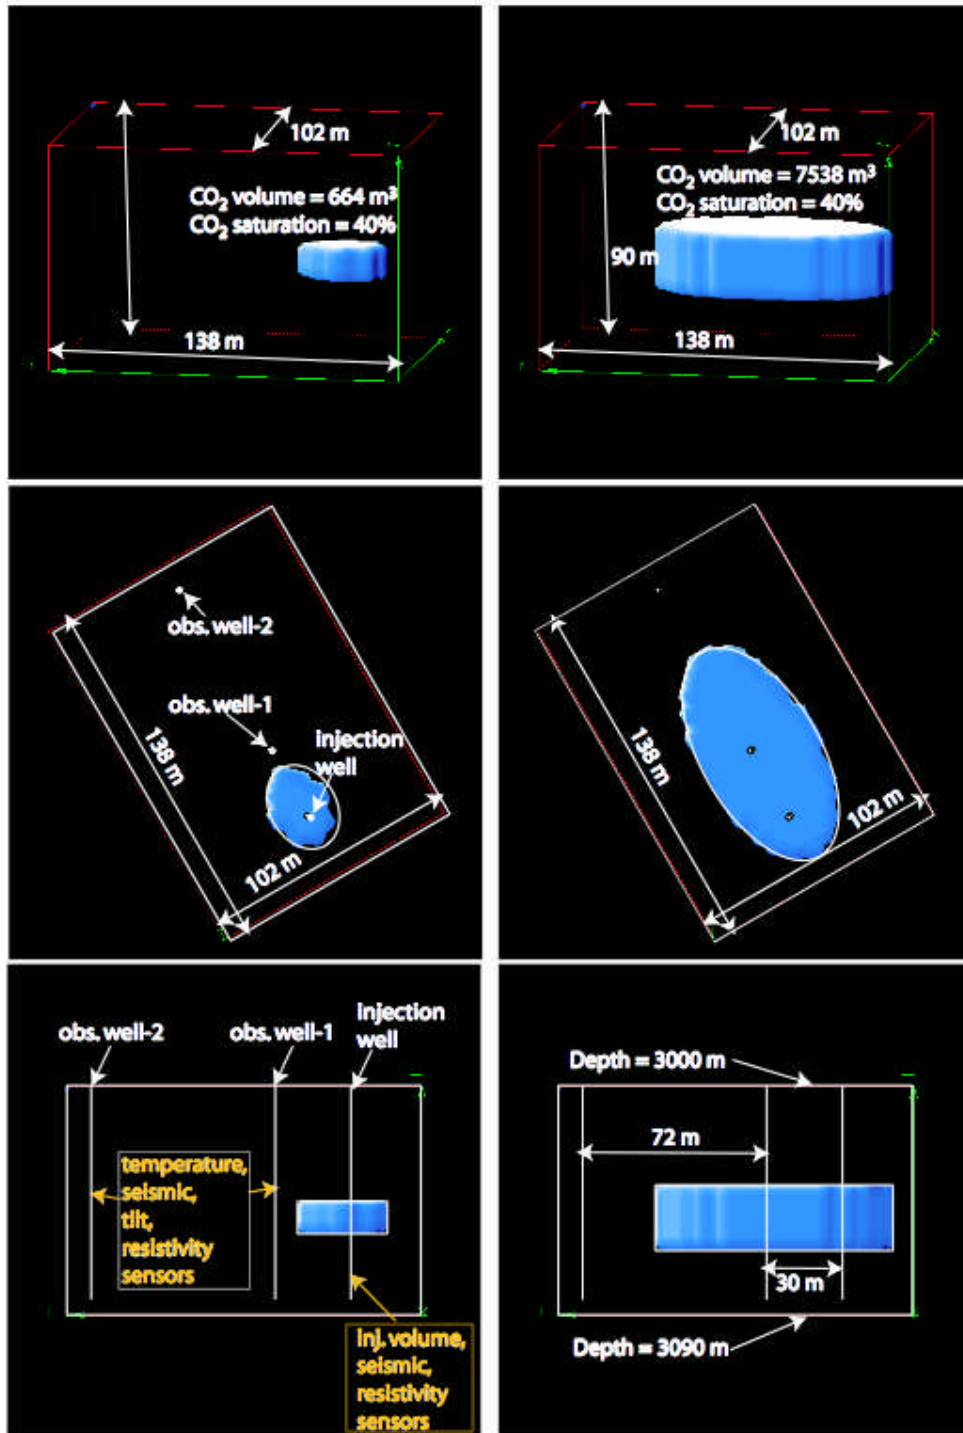 102 m
CO2 volume = 664 m³
CO2 saturation = 40%
138 m
102 m
CO2 volume = 7538 m³
CO2 saturation = 40%
90 m
138 m
obs. well-2
obs. well-1
injection
well
138 m
102 m
138 m
102 m
obs. well-2
obs. well-1
injection
well
temperature,
seismic,
tilt,
resistivity
sensors
inj. volume,
seismic,
resistivity
sensors
Depth = 3000 m
72 m
30 m
Depth = 3090 m